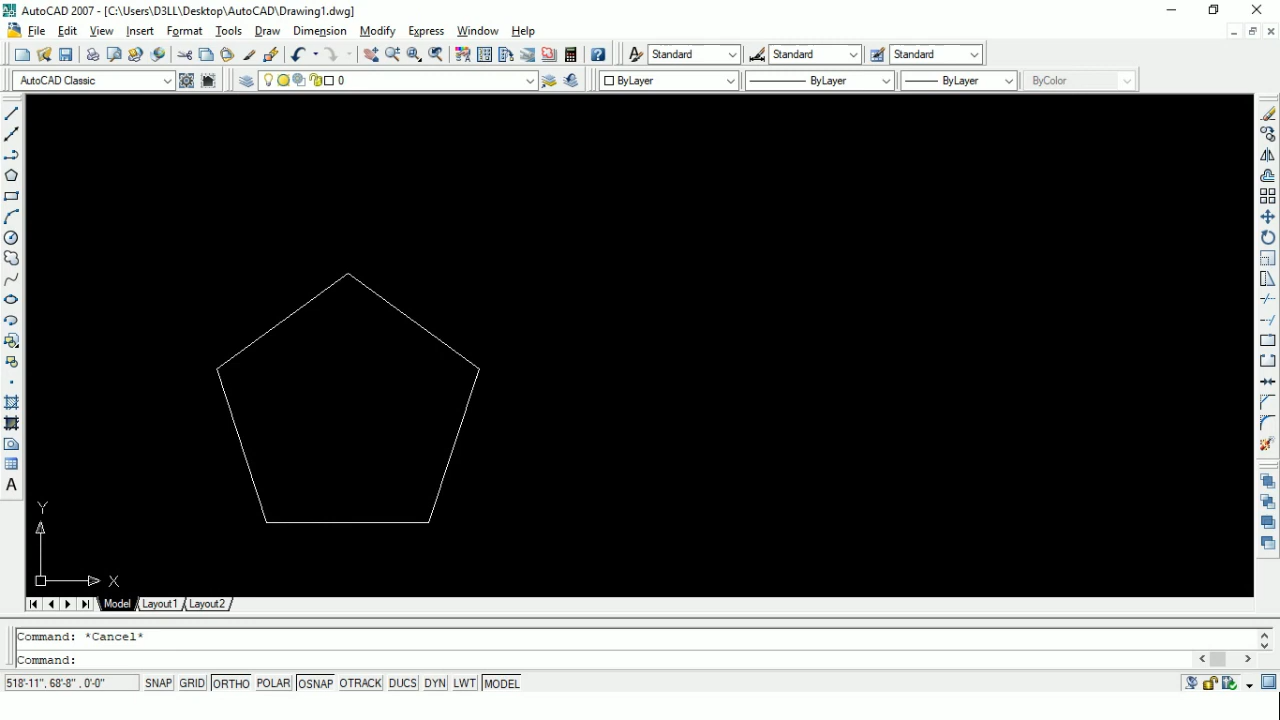 AutoCAD 2007 - [C:\Users\D3LL\Desktop\AutoCAD\Drawing1.dwg]
File Edit View Insert Format Tools Draw Dimension Modify Express Window Help
Standard Standard Standard
AutoCAD Classic 0 ByLayer ByLayer ByLayer ByColor
A
Y
X
Model Layout1 Layout2
Command: *Cancel*
Command:
518'-11", 68'-8" , 0'-0" SNAP GRID ORTHO POLAR OSNAP OTRACK DUCS DYN LWT MODEL